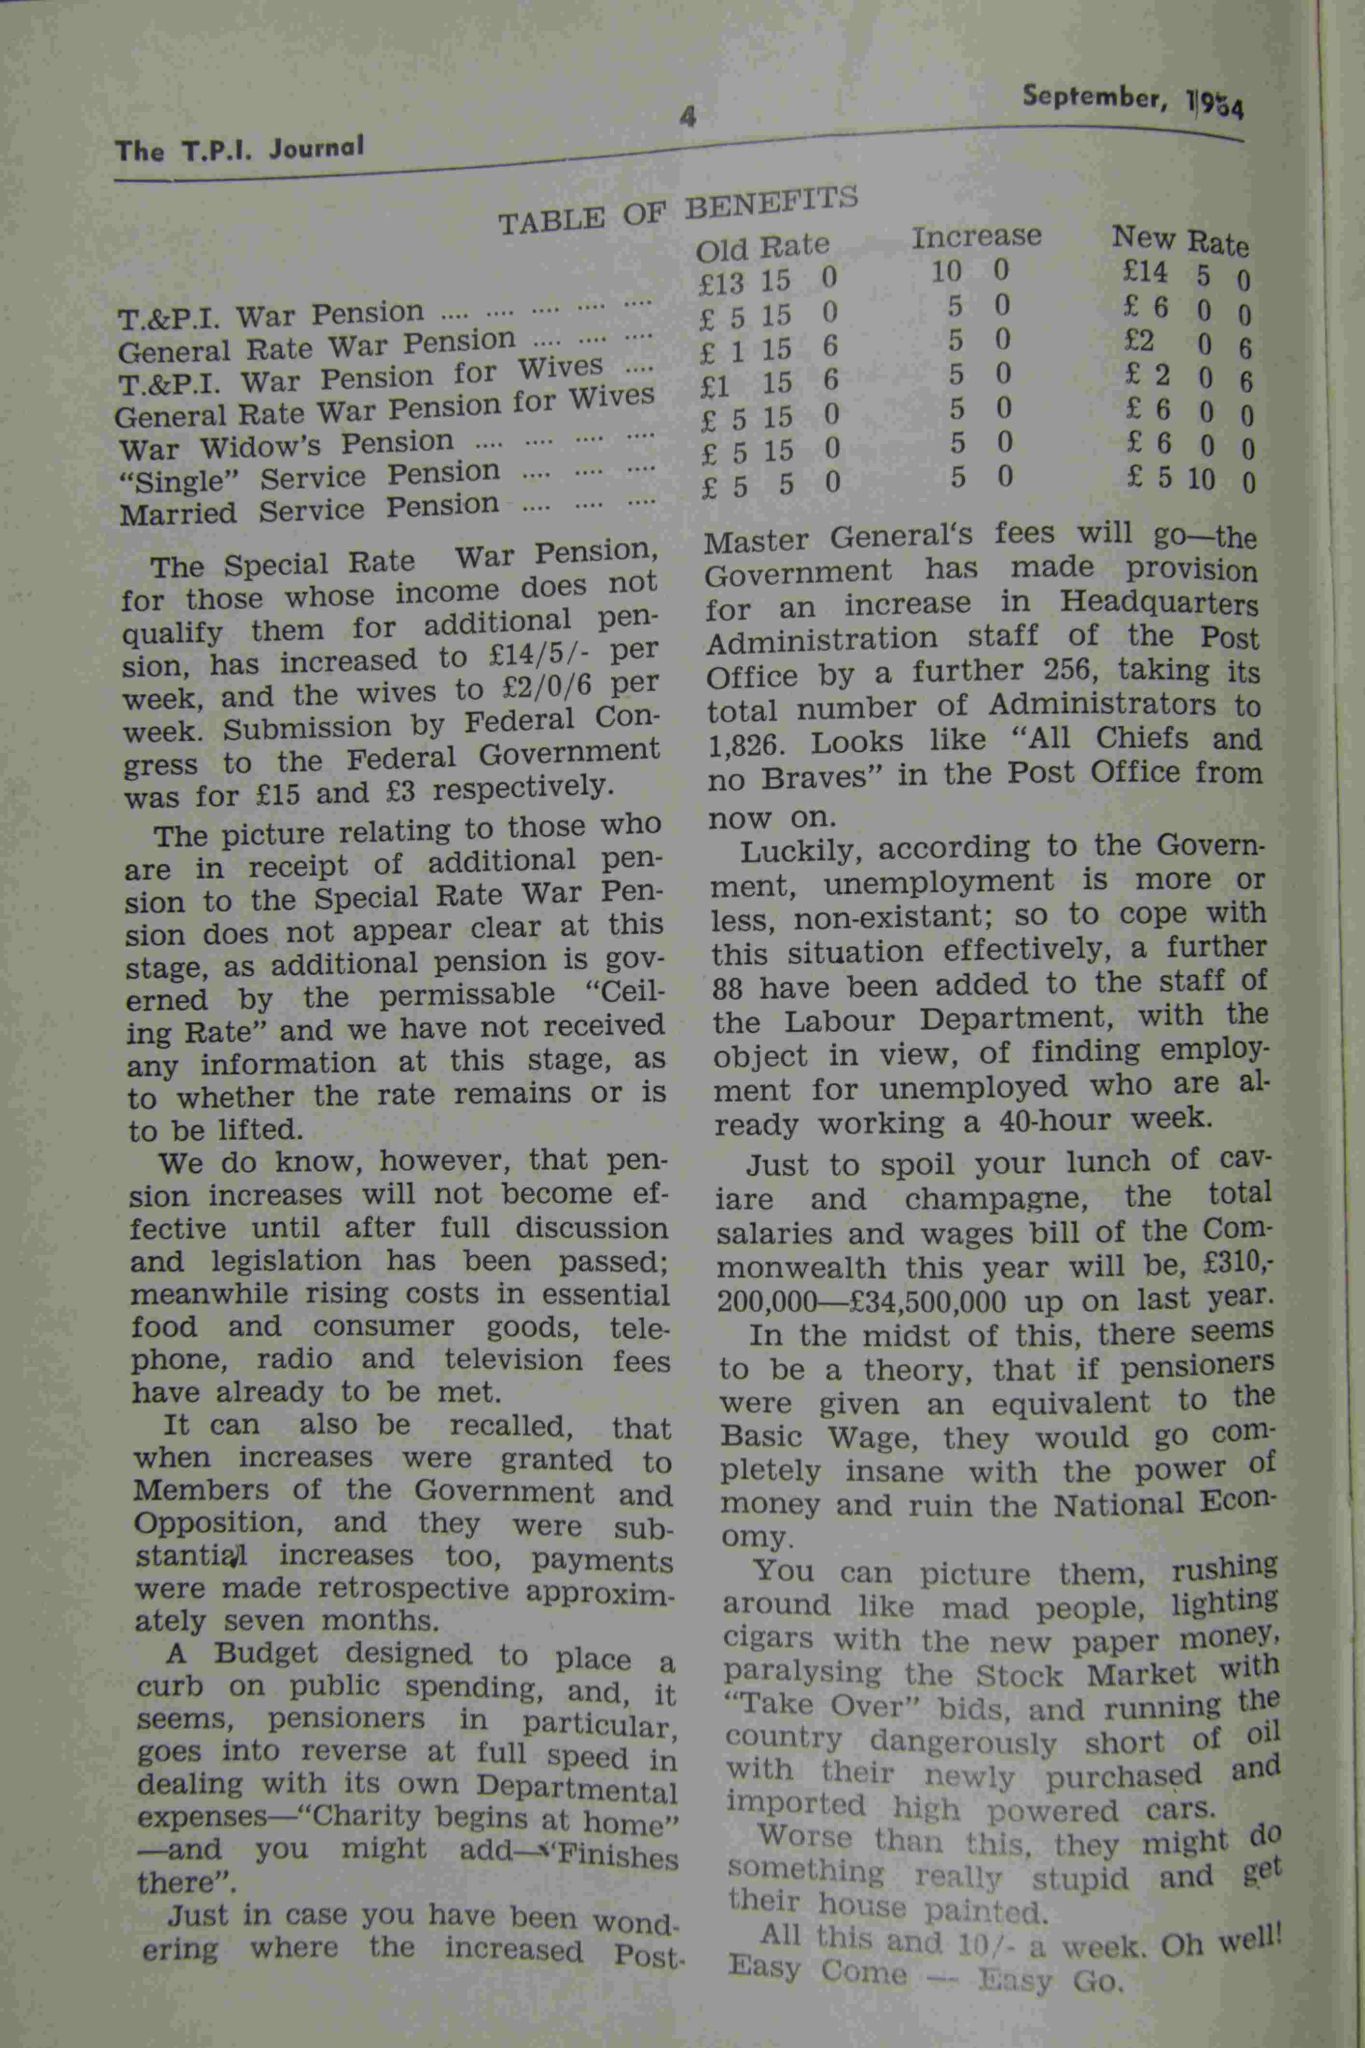 The T.P.I. Journal 4 September, 1964
TABLE OF BENEFITS
Old Rate Increase New Rate
T.&P.I. War Pension .... .... .... .... .... £13 15 0 10 0 £14 5 0
General Rate War Pension .... .... .... £ 5 15 0 5 0 £ 6 0 0
T.&P.I. War Pension for Wives .... £ 1 15 6 5 0 £2 0 6
General Rate War Pension for Wives £1 15 6 5 0 £ 2 0 6
War Widow's Pension .... .... .... .... £ 5 15 0 5 0 £ 6 0 0
"Single" Service Pension .... .... .... £ 5 15 0 5 0 £ 6 0 0
Married Service Pension .... .... .... £ 5 5 0 5 0 £ 5 10 0
The Special Rate War Pension,
for those whose income does not
qualify them for additional pen-
sion, has increased to £14/5/- per
week, and the wives to £2/0/6 per
week. Submission by Federal Con-
gress to the Federal Government
was for £15 and £3 respectively.
The picture relating to those who
are in receipt of additional pen-
sion to the Special Rate War Pen-
sion does not appear clear at this
stage, as additional pension is gov-
erned by the permissable "Ceil-
ing Rate" and we have not received
any information at this stage, as
to whether the rate remains or is
to be lifted.
We do know, however, that pen-
sion increases will not become ef-
fective until after full discussion
and legislation has been passed;
meanwhile rising costs in essential
food and consumer goods, tele-
phone, radio and television fees
have already to be met.
It can also be recalled, that
when increases were granted to
Members of the Government and
Opposition, and they were sub-
stantial increases too, payments
were made retrospective approxim-
ately seven months.
A Budget designed to place a
curb on public spending, and, it
seems, pensioners in particular,
goes into reverse at full speed in
dealing with its own Departmental
expenses—"Charity begins at home"
—and you might add—"Finishes
there".
Just in case you have been wond-
ering where the increased Post-
Master General's fees will go—the
Government has made provision
for an increase in Headquarters
Administration staff of the Post
Office by a further 256, taking its
total number of Administrators to
1,826. Looks like "All Chiefs and
no Braves" in the Post Office from
now on.
Luckily, according to the Govern-
ment, unemployment is more or
less, non-existant; so to cope with
this situation effectively, a further
88 have been added to the staff of
the Labour Department, with the
object in view, of finding employ-
ment for unemployed who are al-
ready working a 40-hour week.
Just to spoil your lunch of cav-
iare and champagne, the total
salaries and wages bill of the Com-
monwealth this year will be, £310,-
200,000—£34,500,000 up on last year.
In the midst of this, there seems
to be a theory, that if pensioners
were given an equivalent to the
Basic Wage, they would go com-
pletely insane with the power of
money and ruin the National Econ-
omy.
You can picture them, rushing
around like mad people, lighting
cigars with the new paper money,
paralysing the Stock Market with
"Take Over" bids, and running the
country dangerously short of oil
with their newly purchased and
imported high powered cars.
Worse than this, they might do
something really stupid and get
their house painted.
All this and 10/- a week. Oh well!
Easy Come — Easy Go.